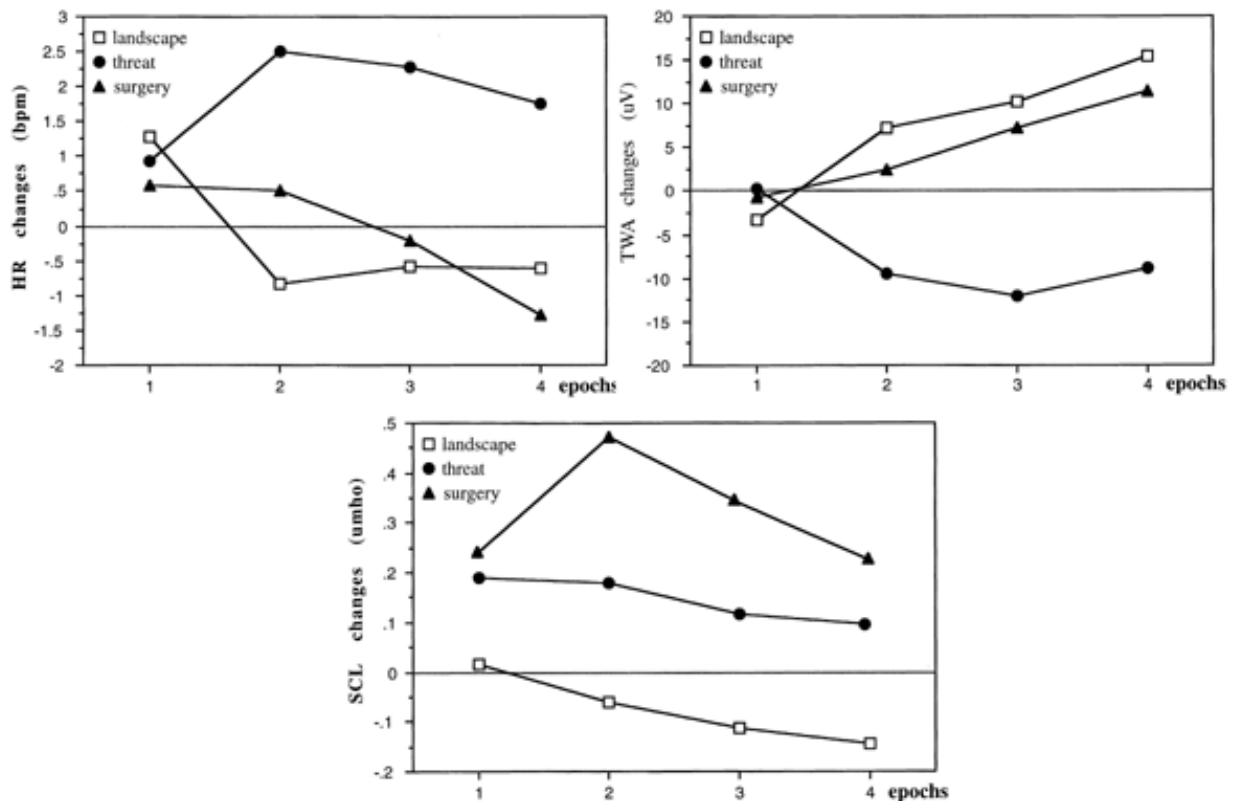 HR changes (bpm)
3
2.5
2
1.5
1
.5
0
-.5
-1
-1.5
-2
landscape
threat
surgery
1 2 3 4 epochs
TWA changes (uV)
20
15
10
5
0
-5
-10
-15
-20
landscape
threat
surgery
1 2 3 4 epochs
SCL changes (umho)
.5
.4
.3
.2
.1
0
-.1
-.2
landscape
threat
surgery
1 2 3 4 epochs